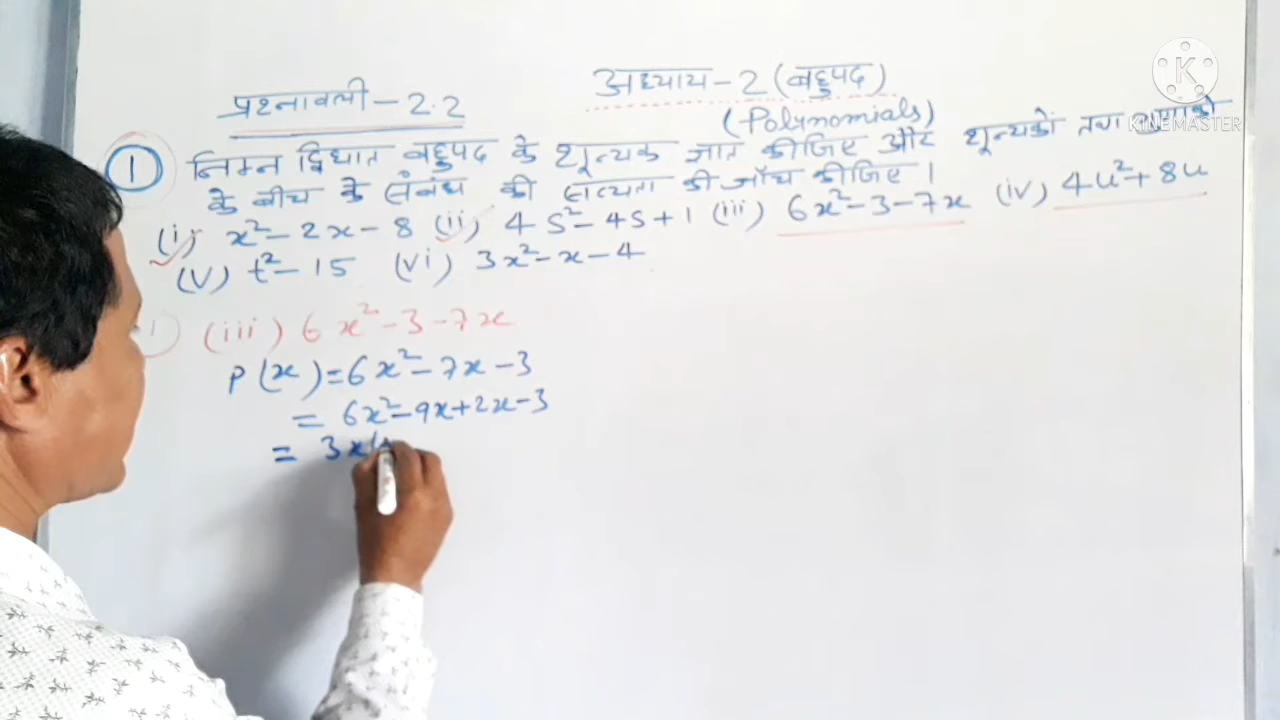 अध्याय-2 (बहुपद)
प्रश्नावली-2.2
(Polynomials)
① निम्न द्विघात बहुपद के शून्यक ज्ञात कीजिए और शून्यकों तथा
के बीच के संबंध की सत्यता की जाँच कीजिए।
(i) x²-2x-8 (ii) 4s²-4s+1 (iii) 6x²-3-7x (iv) 4u²+8u
(v) t²-15 (vi) 3x²-x-4
1) (iii) 6x²-3-7x
P(x)=6x²-7x-3
= 6x²-9x+2x-3
= 3x(
K
KINEMASTER